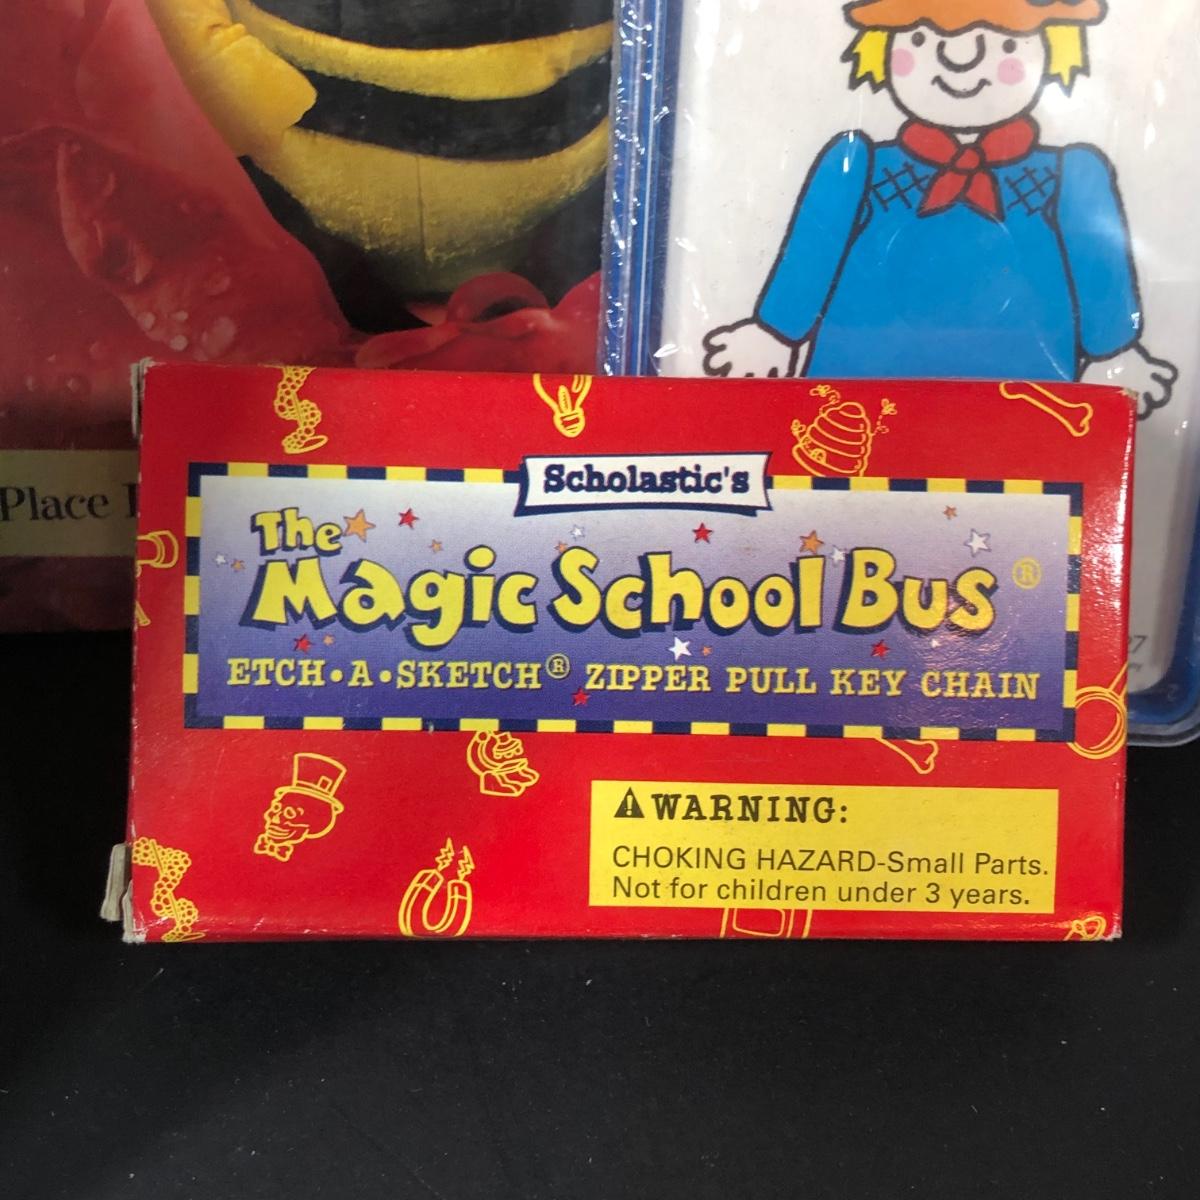 Place
Scholastic's
The
Magic School Bus ®
ETCH•A•SKETCH® ZIPPER PULL KEY CHAIN
WARNING:
CHOKING HAZARD-Small Parts.
Not for children under 3 years.